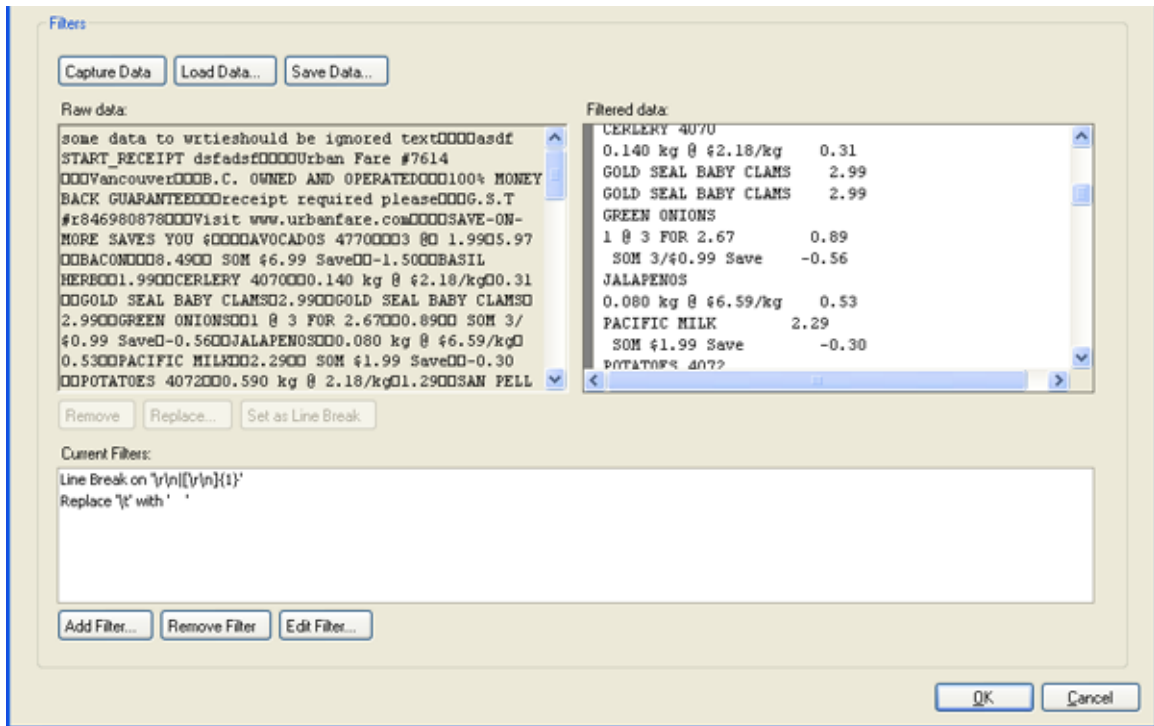 Filters
Capture Data Load Data... Save Data...
Raw data:
some data to wrtieshould be ignored text□□□□asdf
START_RECEIPT dsfadsf□□□□Urban Fare #7614
□□□Vancouver□□□B.C. OWNED AND OPERATED□□□100% MONEY
BACK GUARANTEE□□□receipt required please□□□G.S.T
#r846980878□□□Visit www.urbanfare.com□□□□SAVE-ON-
MORE SAVES YOU $□□□□AVOCADOS 4770□□□3 @□ 1.99□5.97
□□BACON□□□8.49□□ SOM $6.99 Save□□-1.50□□BASIL
HERB□□1.99□□CERLERY 4070□□□0.140 kg @ $2.18/kg□0.31
□□GOLD SEAL BABY CLAMS□2.99□□GOLD SEAL BABY CLAMS□
2.99□□GREEN ONIONS□□□1 @ 3 FOR 2.67□□0.89□□ SOM 3/
$0.99 Save□-0.56□□JALAPENOS□□□0.080 kg @ $6.59/kg□
0.53□□PACIFIC MILK□□2.29□□ SOM $1.99 Save□□-0.30
□□POTATOES 4072□□□0.590 kg @ 2.18/kg□1.29□□SAN PELL
Filtered data:
CERLERY 4070
0.140 kg @ $2.18/kg 0.31
GOLD SEAL BABY CLAMS 2.99
GOLD SEAL BABY CLAMS 2.99
GREEN ONIONS
1 @ 3 FOR 2.67 0.89
SOM 3/$0.99 Save -0.56
JALAPENOS
0.080 kg @ $6.59/kg 0.53
PACIFIC MILK 2.29
SOM $1.99 Save -0.30
POTATOES 4072
Remove Replace... Set as Line Break
Current Filters:
Line Break on '\r\n|[\r\n]{1}'
Replace '\t' with '   '
Add Filter... Remove Filter Edit Filter...
OK Cancel